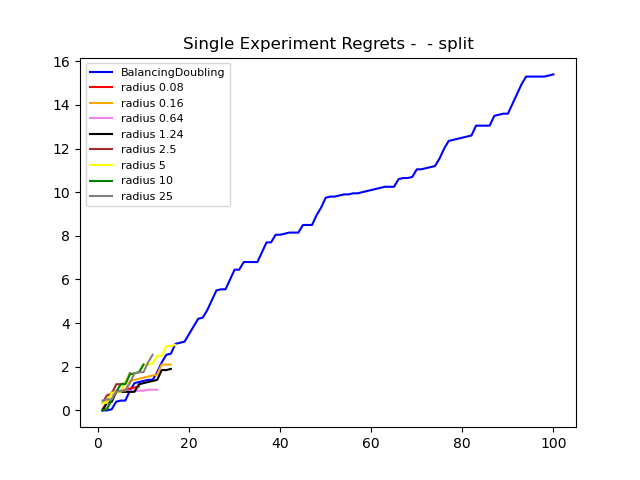 Single Experiment Regrets -  - split
16
14
12
10
8
6
4
2
0
BalancingDoubling
radius 0.08
radius 0.16
radius 0.64
radius 1.24
radius 2.5
radius 5
radius 10
radius 25
0 20 40 60 80 100